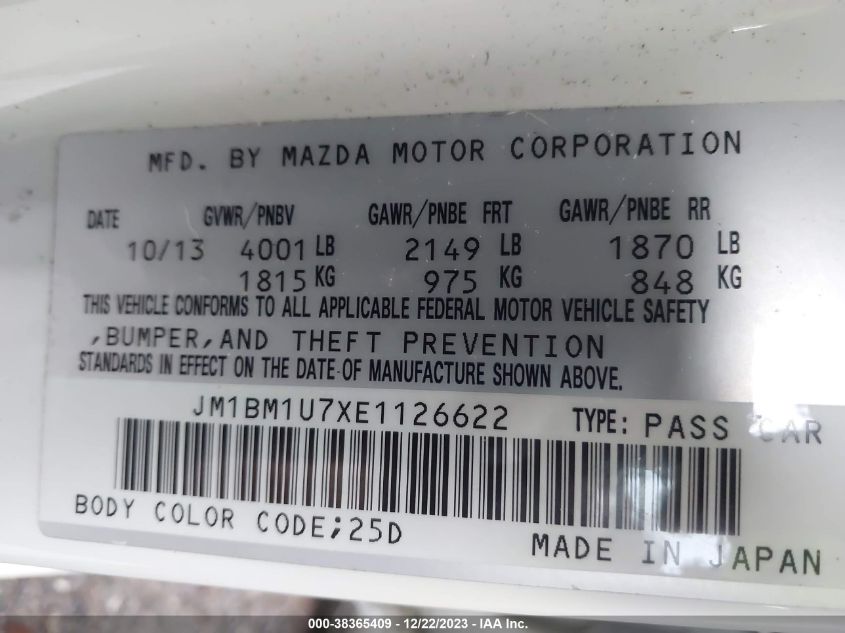 MFD. BY MAZDA MOTOR CORPORATION
DATE GVWR/PNBV GAWR/PNBE FRT GAWR/PNBE RR
10/13 4001 LB 2149 LB 1870 LB
1815 KG 975 KG 848 KG
THIS VEHICLE CONFORMS TO ALL APPLICABLE FEDERAL MOTOR VEHICLE SAFETY
,BUMPER,AND THEFT PREVENTION
STANDARDS IN EFFECT ON THE DATE OF MANUFACTURE SHOWN ABOVE.
JM1BM1U7XE1126622 TYPE: PASS CAR
BODY COLOR CODE;25D
MADE IN JAPAN
000-38365409 - 12/22/2023 - IAA Inc.